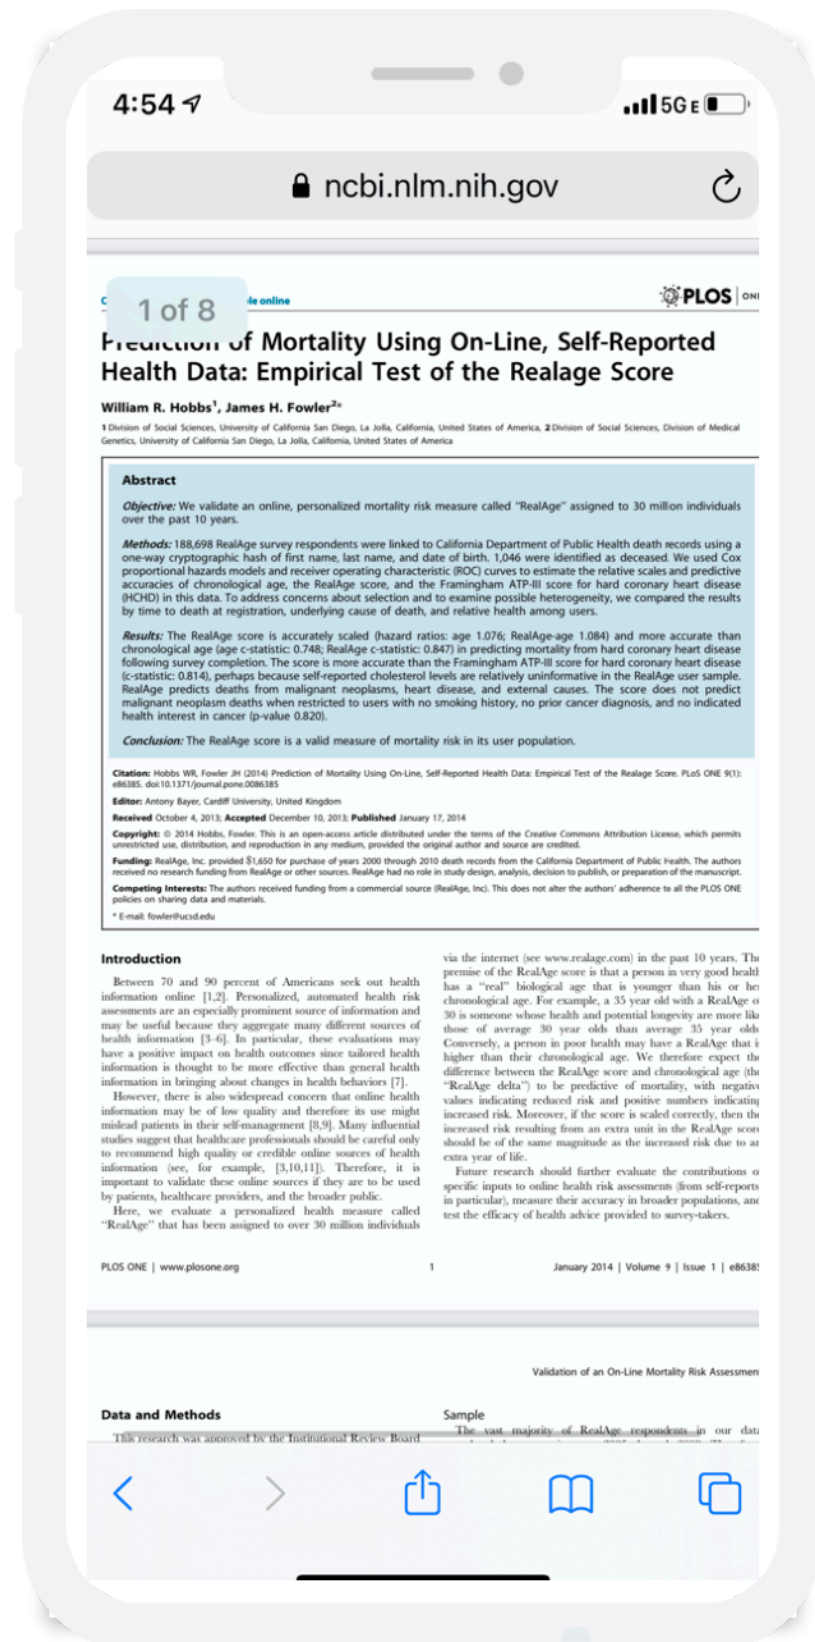 4:54
5G E
ncbi.nlm.nih.gov
le online
PLOS
1 of 8
Prediction of Mortality Using On-Line, Self-Reported
Health Data: Empirical Test of the Realage Score
William R. Hobbs¹, James H. Fowler²*
1 Division of Social Sciences, University of California San Diego, La Jolla, California, United States of America, 2 Division of Social Sciences, Division of Medical
Genetics, University of California San Diego, La Jolla, California, United States of America
Abstract
Objective: We validate an online, personalized mortality risk measure called "RealAge" assigned to 30 million individuals
over the past 10 years.
Methods: 188,698 RealAge survey respondents were linked to California Department of Public Health death records using a
one-way cryptographic hash of first name, last name, and date of birth. 1,046 were identified as deceased. We used Cox
proportional hazards models and receiver operating characteristic (ROC) curves to estimate the relative scales and predictive
accuracies of chronological age, the RealAge score, and the Framingham ATP-III score for hard coronary heart disease
(HCHD) in this data. To address concerns about selection and to examine possible heterogeneity, we compared the results
by time to death at registration, underlying cause of death, and relative health among users.
Results: The RealAge score is accurately scaled (hazard ratios: age 1.076; RealAge-age 1.084) and more accurate than
chronological age (age c-statistic: 0.748; RealAge c-statistic: 0.847) in predicting mortality from hard coronary heart disease
following survey completion. The score is more accurate than the Framingham ATP-III score for hard coronary heart disease
(c-statistic: 0.814), perhaps because self-reported cholesterol levels are relatively uninformative in the RealAge user sample.
RealAge predicts deaths from malignant neoplasms, heart disease, and external causes. The score does not predict
malignant neoplasm deaths when restricted to users with no smoking history, no prior cancer diagnosis, and no indicated
health interest in cancer (p-value 0.820).
Conclusion: The RealAge score is a valid measure of mortality risk in its user population.
Citation: Hobbs WR, Fowler JH (2014) Prediction of Mortality Using On-Line, Self-Reported Health Data: Empirical Test of the Realage Score. PLoS ONE 9(1):
e86385. doi:10.1371/journal.pone.0086385
Editor: Antony Bayer, Cardiff University, United Kingdom
Received October 4, 2013; Accepted December 10, 2013; Published January 17, 2014
Copyright: © 2014 Hobbs, Fowler. This is an open-access article distributed under the terms of the Creative Commons Attribution License, which permits
unrestricted use, distribution, and reproduction in any medium, provided the original author and source are credited.
Funding: RealAge, Inc. provided $1,650 for purchase of years 2000 through 2010 death records from the California Department of Public Health. The authors
received no research funding from RealAge or other sources. RealAge had no role in study design, analysis, decision to publish, or preparation of the manuscript.
Competing Interests: The authors received funding from a commercial source (RealAge, Inc). This does not alter the authors' adherence to all the PLOS ONE
policies on sharing data and materials.
* E-mail: fowler@ucsd.edu
Introduction
Between 70 and 90 percent of Americans seek out health
information online [1,2]. Personalized, automated health risk
assessments are an especially prominent source of information and
may be useful because they aggregate many different sources of
health information [3–6]. In particular, these evaluations may
have a positive impact on health outcomes since tailored health
information is thought to be more effective than general health
information in bringing about changes in health behaviors [7].
However, there is also widespread concern that online health
information may be of low quality and therefore its use might
mislead patients in their self-management [8,9]. Many influential
studies suggest that healthcare professionals should be careful only
to recommend high quality or credible online sources of health
information (see, for example, [3,10,11]). Therefore, it is
important to validate these online sources if they are to be used
by patients, healthcare providers, and the broader public.
Here, we evaluate a personalized health measure called
"RealAge" that has been assigned to over 30 million individuals
via the internet (see www.realage.com) in the past 10 years. The
premise of the RealAge score is that a person in very good health
has a "real" biological age that is younger than his or her
chronological age. For example, a 35 year old with a RealAge o
30 is someone whose health and potential longevity are more lik
those of average 30 year olds than average 35 year olds
Conversely, a person in poor health may have a RealAge that i
higher than their chronological age. We therefore expect the
difference between the RealAge score and chronological age (the
"RealAge delta") to be predictive of mortality, with negative
values indicating reduced risk and positive numbers indicating
increased risk. Moreover, if the score is scaled correctly, then the
increased risk resulting from an extra unit in the RealAge score
should be of the same magnitude as the increased risk due to an
extra year of life.
Future research should further evaluate the contributions o
specific inputs to online health risk assessments (from self-reports
in particular), measure their accuracy in broader populations, and
test the efficacy of health advice provided to survey-takers.
PLOS ONE | www.plosone.org
1
January 2014 | Volume 9 | Issue 1 | e8638
Validation of an On-Line Mortality Risk Assessmen
Data and Methods
This research was approved by the Institutional Review Board
Sample
The vast majority of RealAge respondents in our data